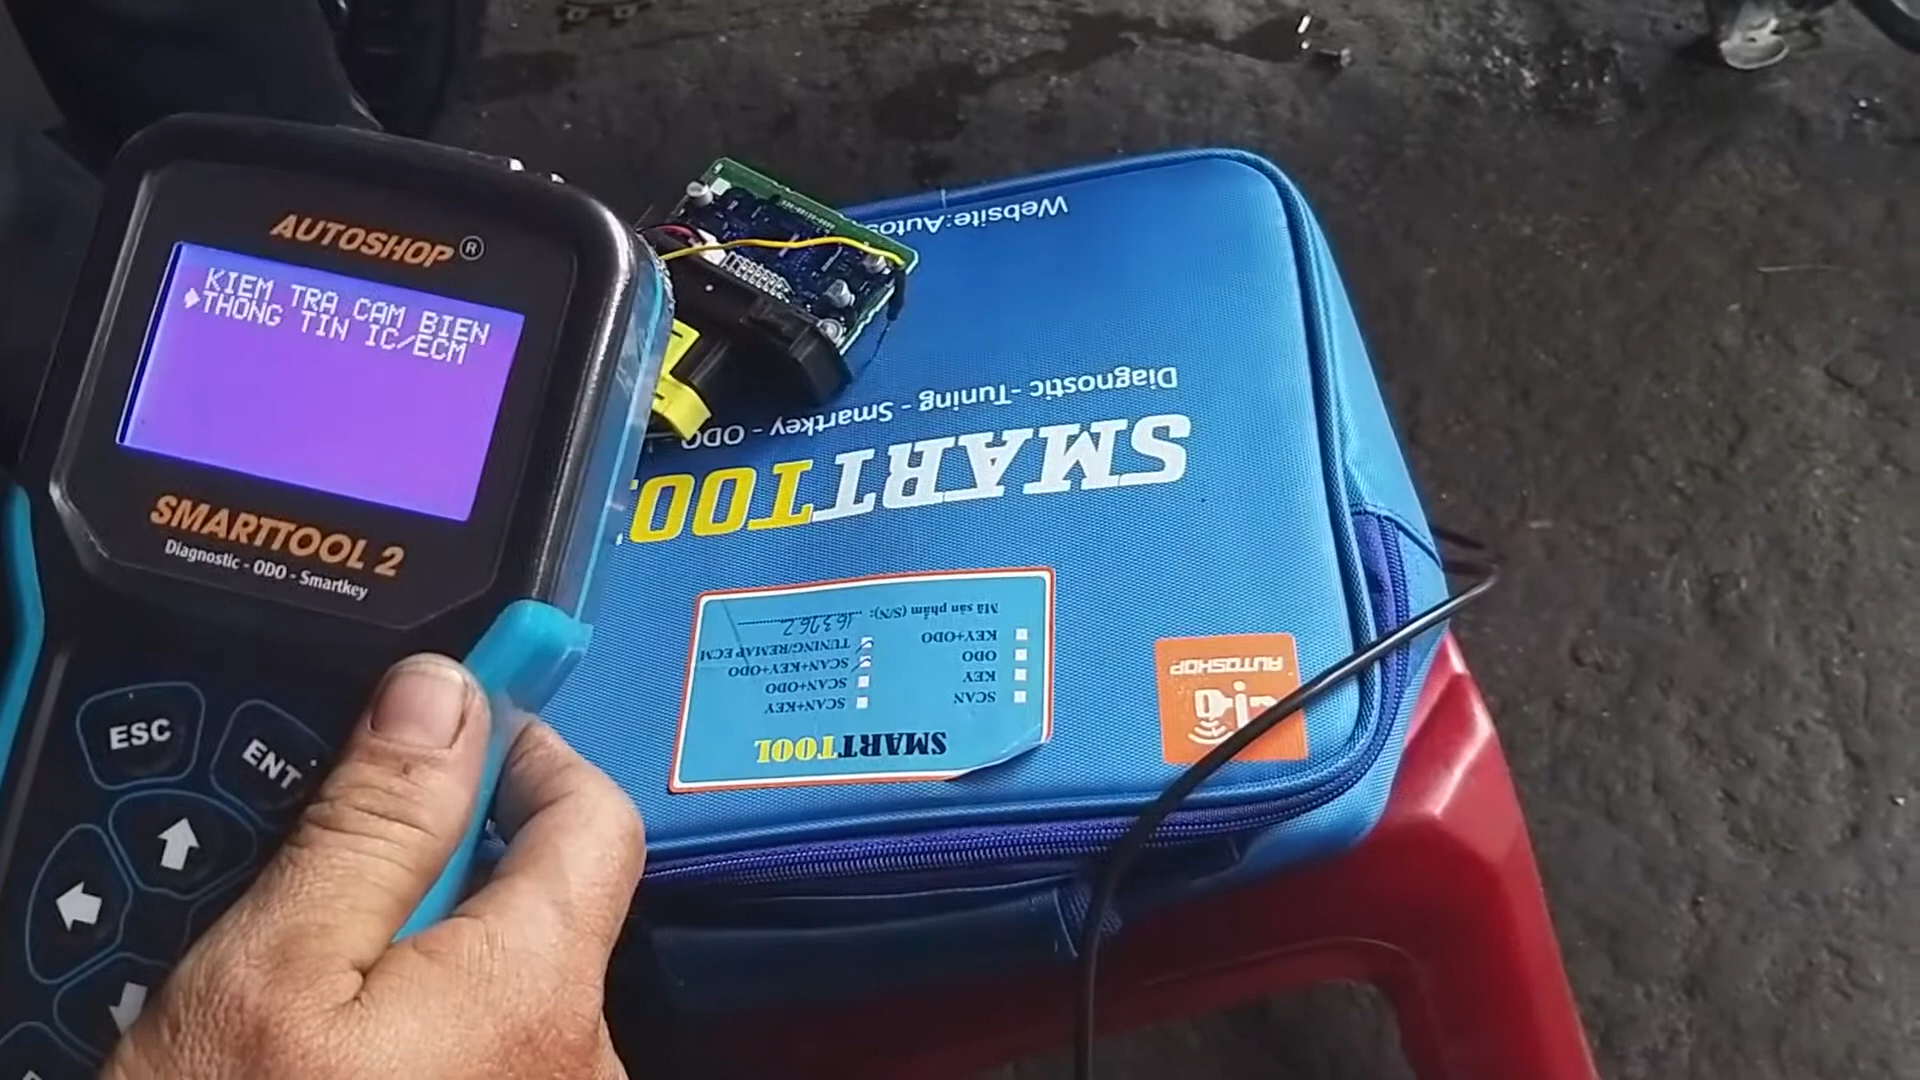 AUTOSHOP ®
KIEM TRA CAM BIEN
THONG TIN IC/ECM
SMARTTOOL 2
Diagnostic - ODO - Smartkey
ESC
ENT
SMARTTOOL
SCAN
KEY
ODO
KEY+ODO
SCAN+KEY
SCAN+ODO
SCAN+KEY+ODO
TUNING/REMAP ECM
Mã sản phẩm (S/N):
AUTOSHOP
SMARTTOO
Diagnostic -Tuning - Smartkey - ODO
Website:Autos